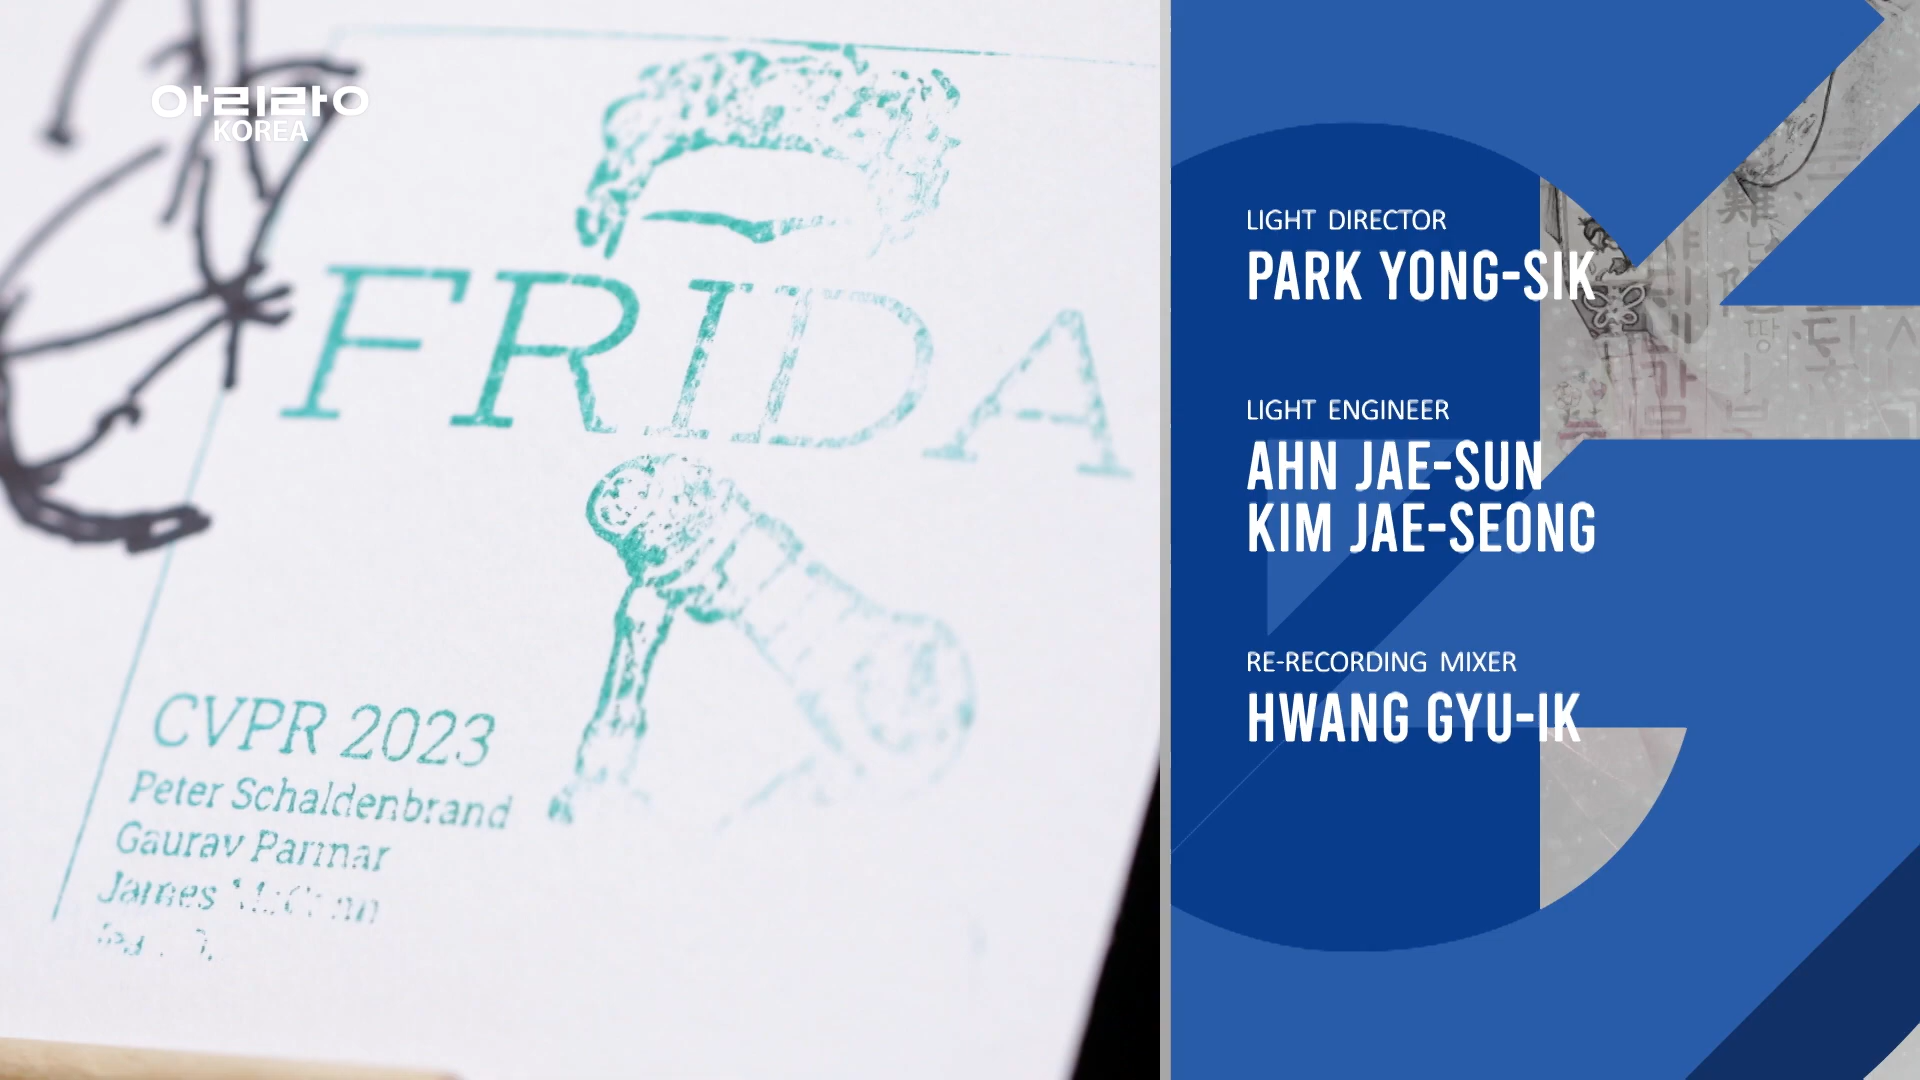 아리랑
KOREA
FRIDA
CVPR 2023
Peter Schaldenbrand
Gaurav Parmar
James
LIGHT DIRECTOR
PARK YONG-SIK
LIGHT ENGINEER
AHN JAE-SUN
KIM JAE-SEONG
RE-RECORDING MIXER
HWANG GYU-IK